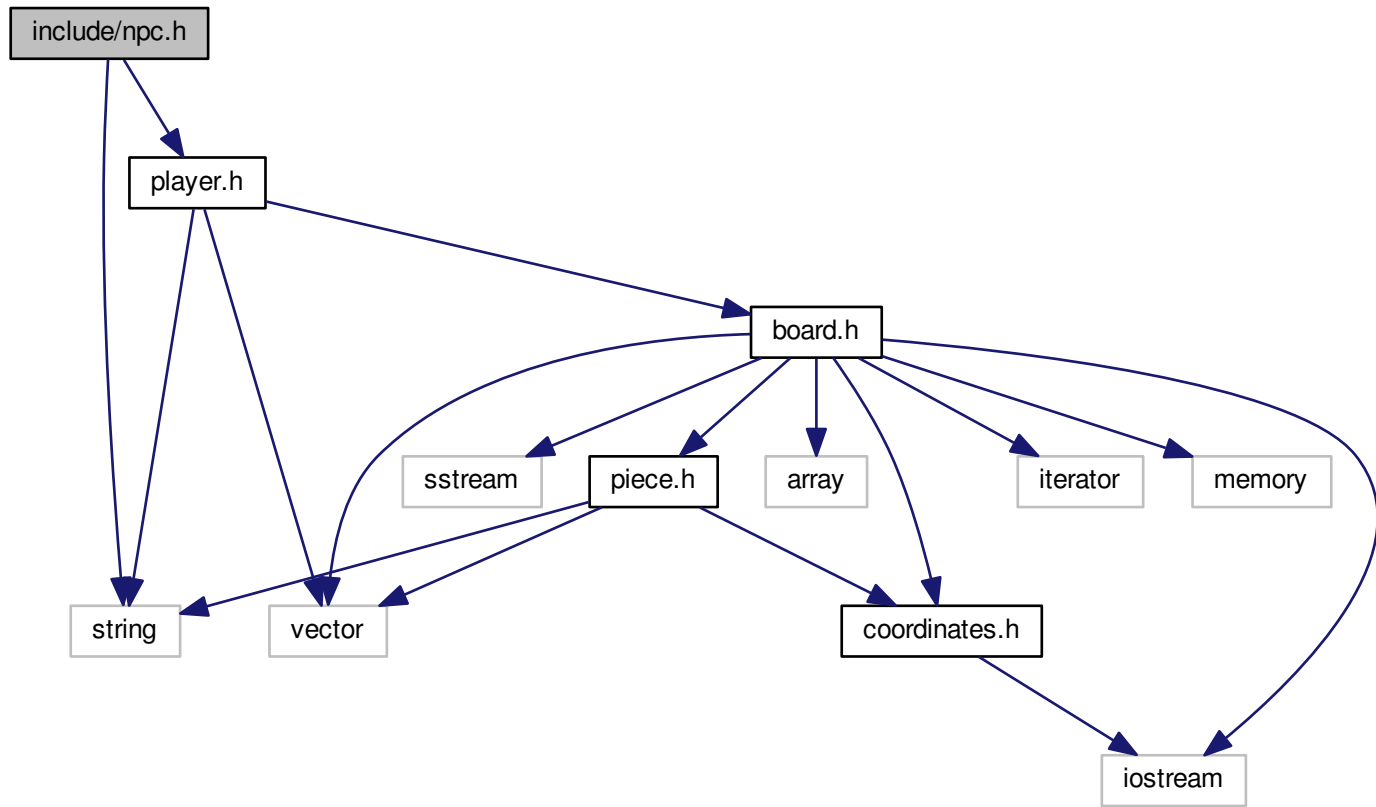 include/npc.h
player.h
board.h
sstream
piece.h
array
iterator
memory
string
vector
coordinates.h
iostream